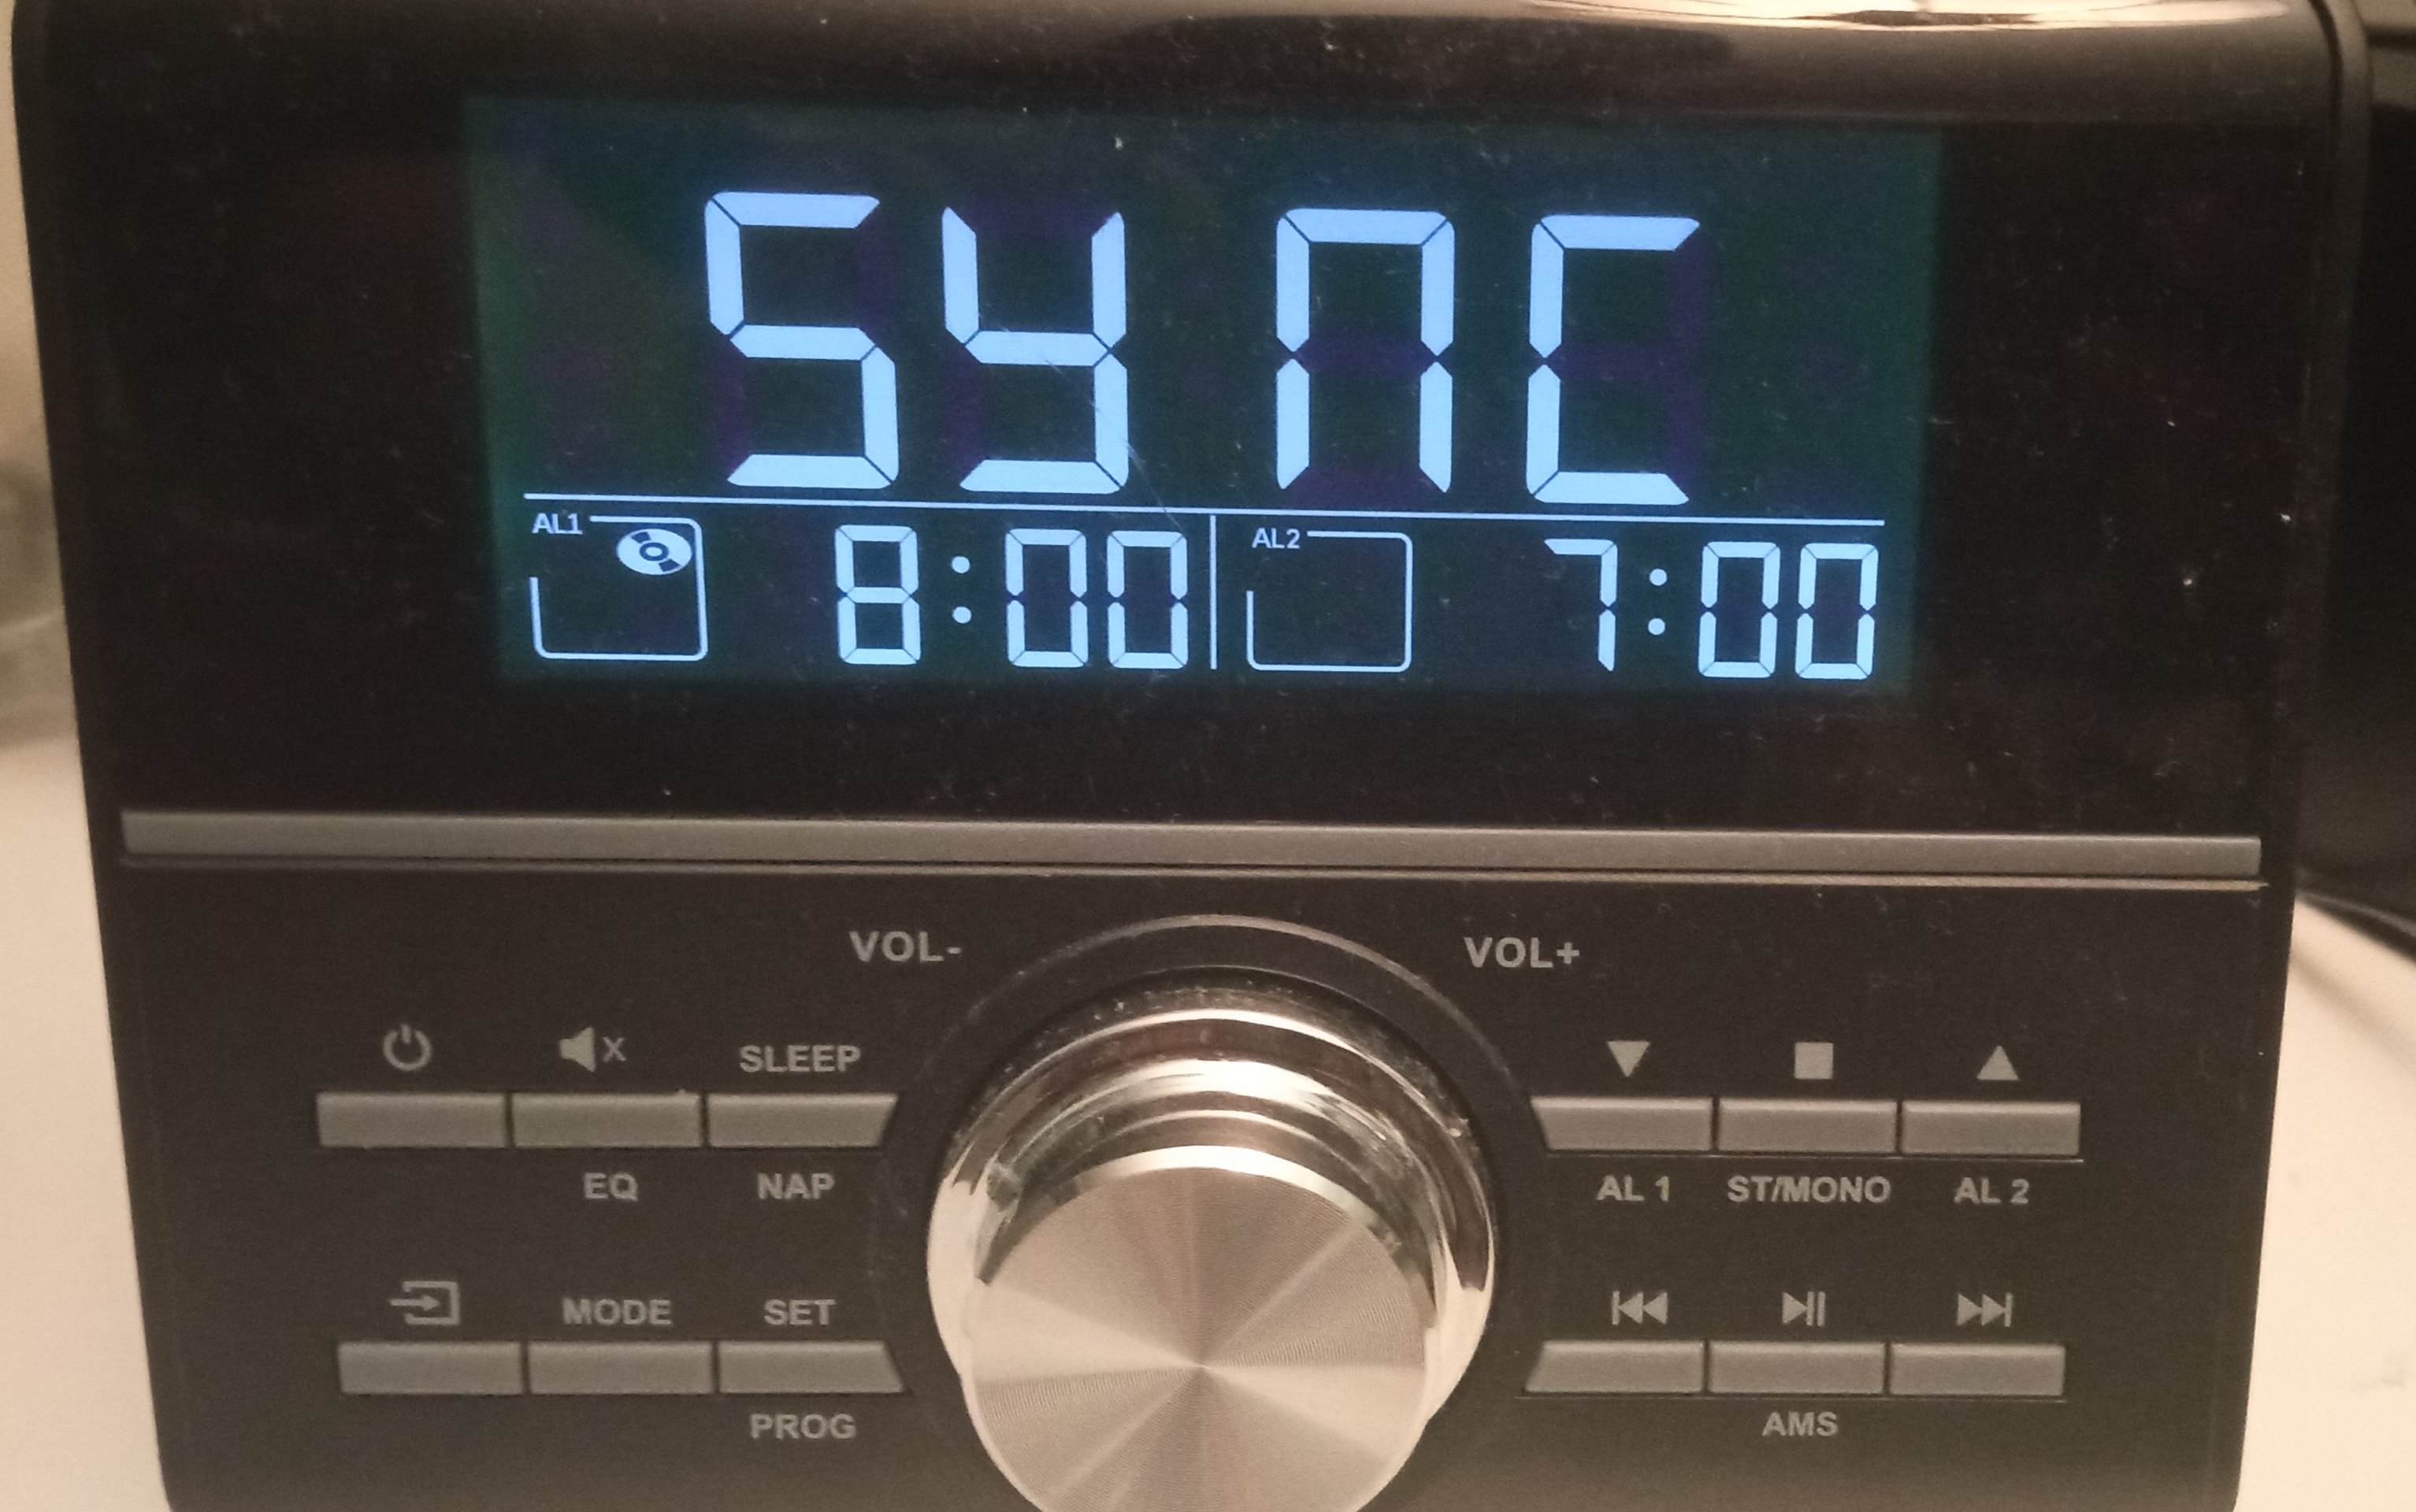 SYNC
AL1 8:00 AL2 7:00
VOL- VOL+
x SLEEP
EQ NAP AL 1 ST/MONO AL 2
MODE SET
PROG AMS